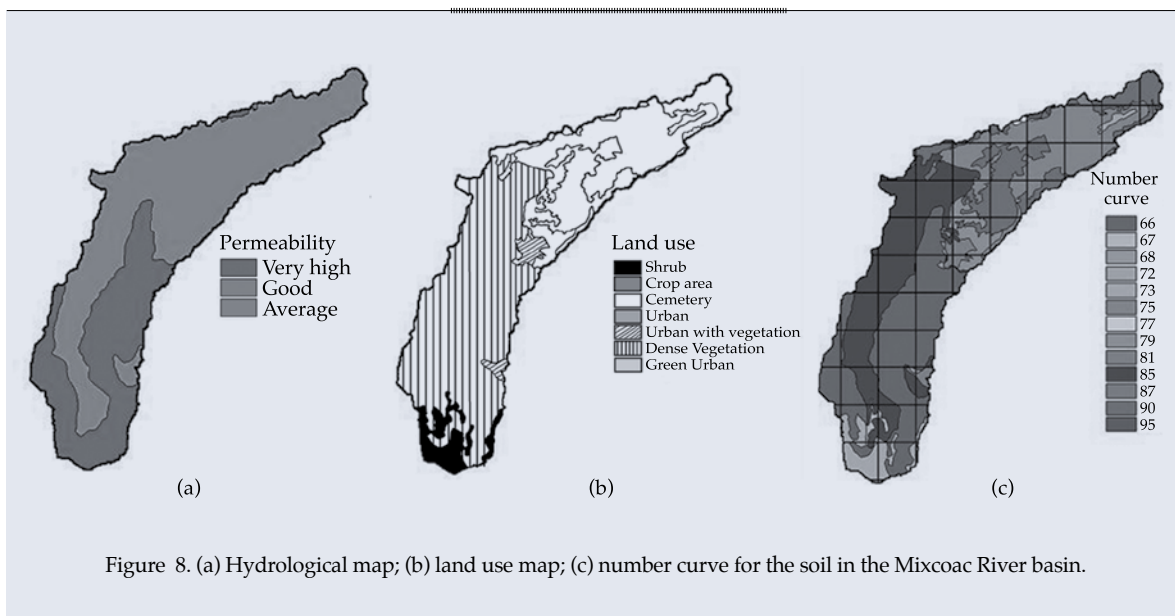 Permeability
Very high
Good
Average
(a)
Land use
Shrub
Crop area
Cemetery
Urban
Urban with vegetation
Dense Vegetation
Green Urban
(b)
Number
curve
66
67
68
72
73
75
77
79
81
85
87
90
95
(c)
Figure 8. (a) Hydrological map; (b) land use map; (c) number curve for the soil in the Mixcoac River basin.